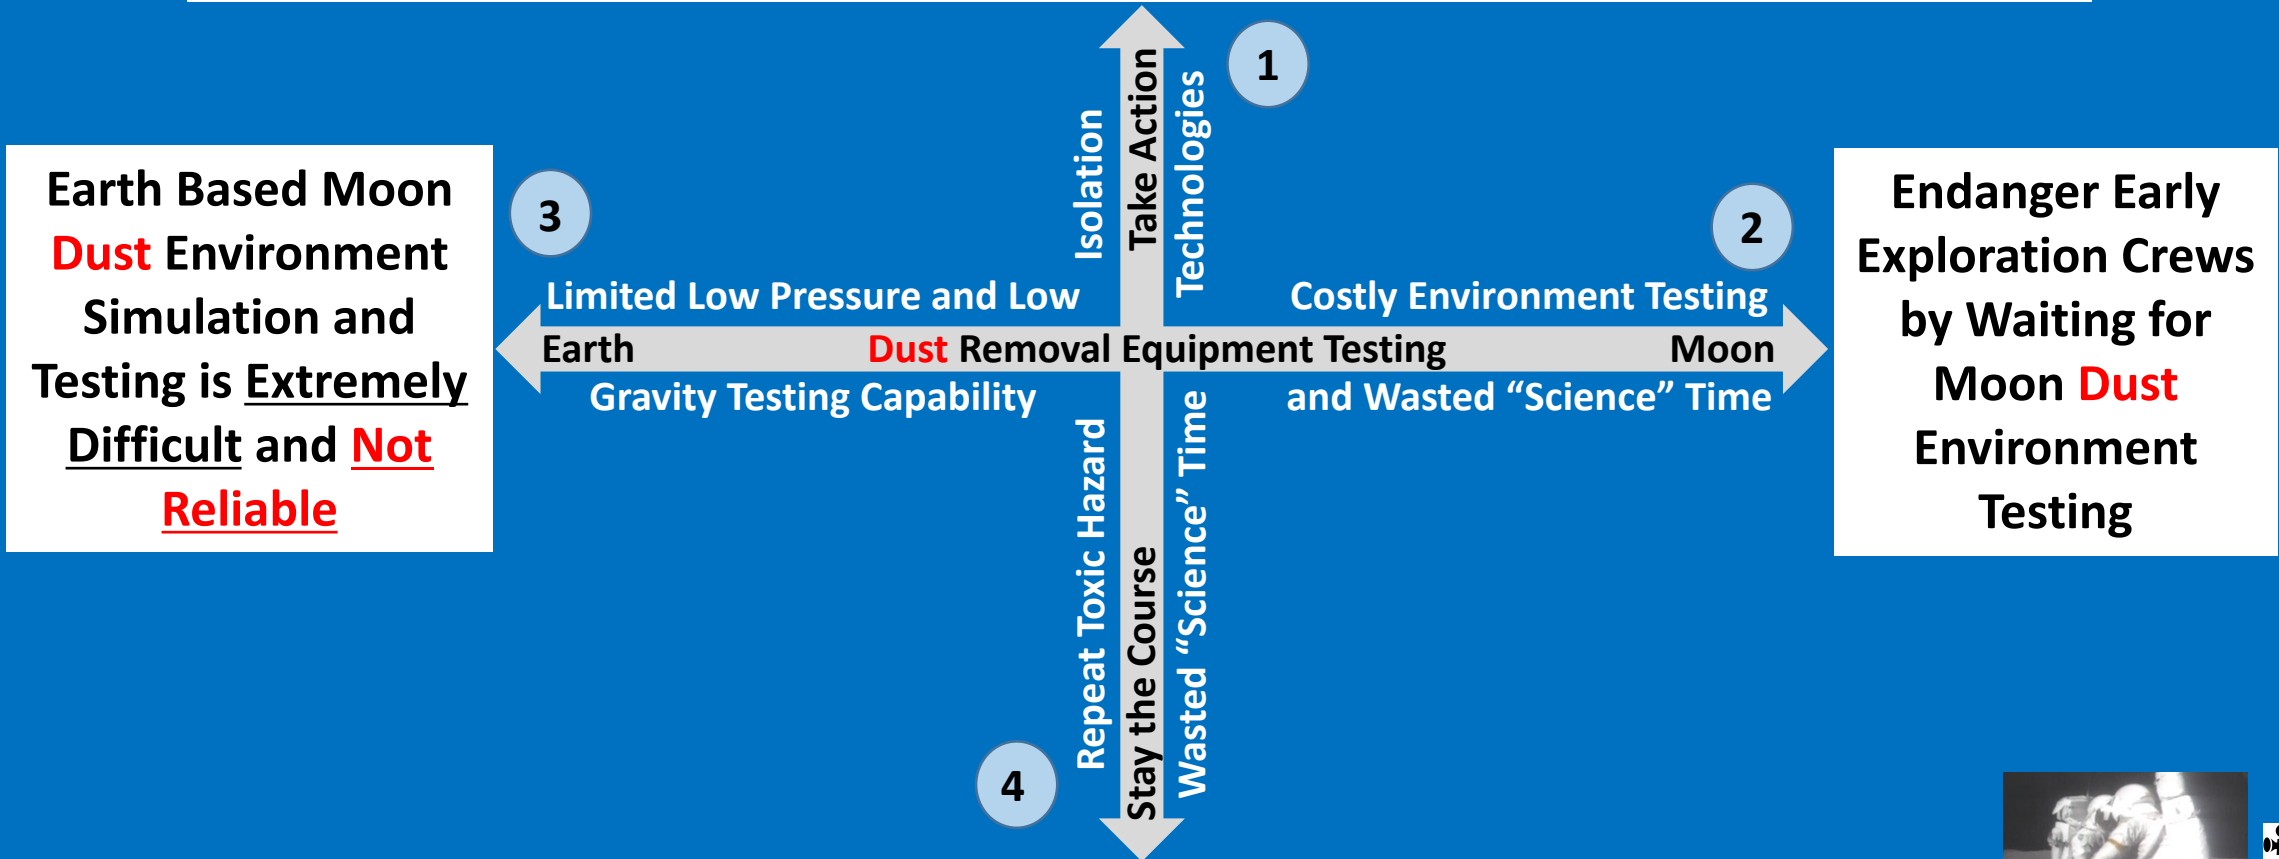 1
Isolation
Take Action
Technologies
Earth Based Moon
Dust Environment
Simulation and
Testing is Extremely
Difficult and Not
Reliable
3
2
Endanger Early
Exploration Crews
by Waiting for
Moon Dust
Environment
Testing
Limited Low Pressure and Low
Costly Environment Testing
Earth Dust Removal Equipment Testing Moon
Gravity Testing Capability
and Wasted “Science” Time
Repeat Toxic Hazard
Stay the Course
Wasted “Science” Time
4